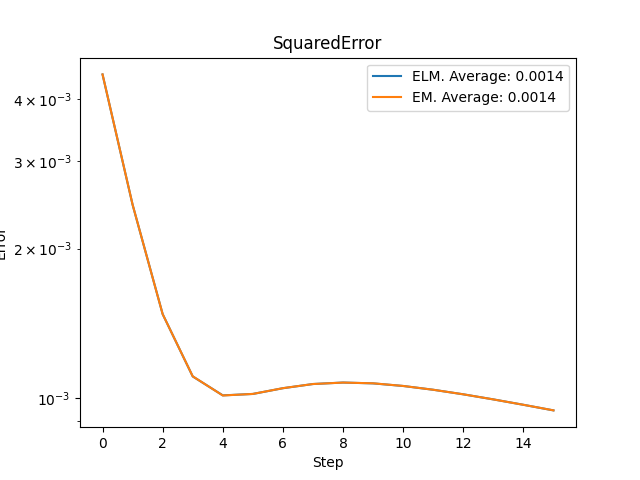 SquaredError
ELM. Average: 0.0014
EM. Average: 0.0014
4 × 10⁻³
3 × 10⁻³
2 × 10⁻³
10⁻³
Error
0 2 4 6 8 10 12 14
Step